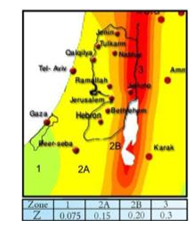 Jenin
Tulkarm
Qalqilya
Nablus
3
Tel- Aviv
Ramallah
Jericho
Jerusalem
Bethlehem
Gaza
Hebron
2B
Beer-seba
Karak
1
2A
Zone 1 2A 2B 3
Z 0.075 0.15 0.20 0.3